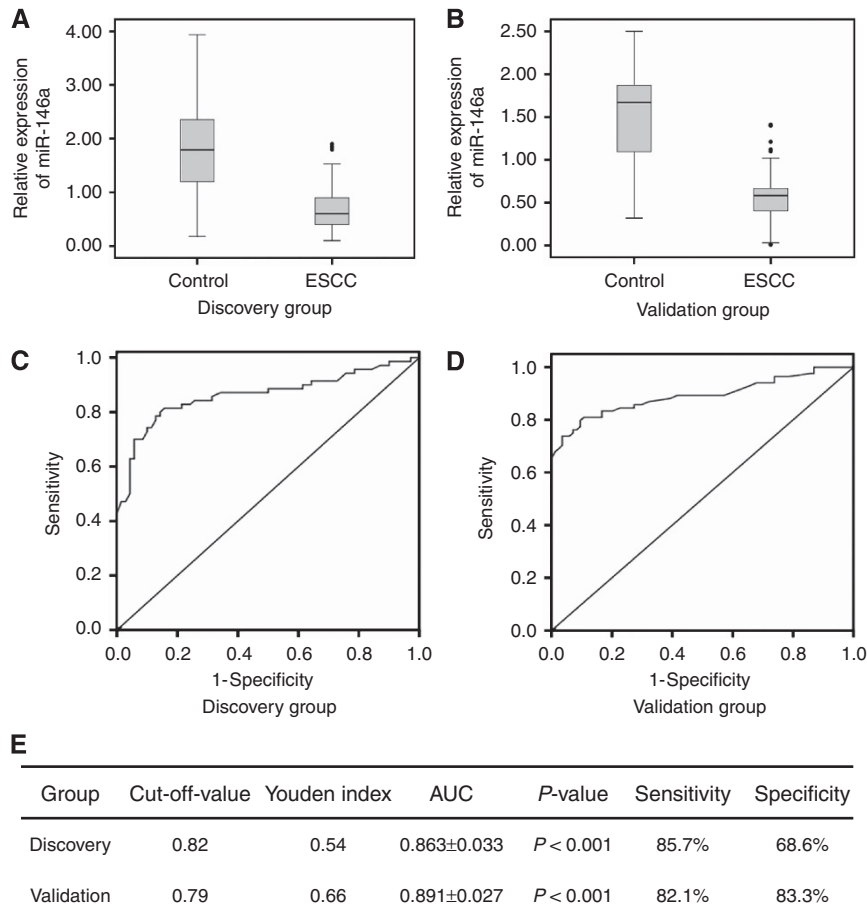 A
Relative expression
of miR-146a
4.00
3.00
2.00
1.00
0.00
Control ESCC
Discovery group
B
Relative expression
of miR-146a
2.50
2.00
1.50
1.00
0.50
0.00
Control ESCC
Validation group
C
Sensitivity
1.0
0.8
0.6
0.4
0.2
0.0
0.0 0.2 0.4 0.6 0.8 1.0
1-Specificity
Discovery group
D
Sensitivity
1.0
0.8
0.6
0.4
0.2
0.0
0.0 0.2 0.4 0.6 0.8 1.0
1-Specificity
Validation group
E
Group Cut-off-value Youden index AUC P-value Sensitivity Specificity
Discovery 0.82 0.54 0.863±0.033 P < 0.001 85.7% 68.6%
Validation 0.79 0.66 0.891±0.027 P < 0.001 82.1% 83.3%